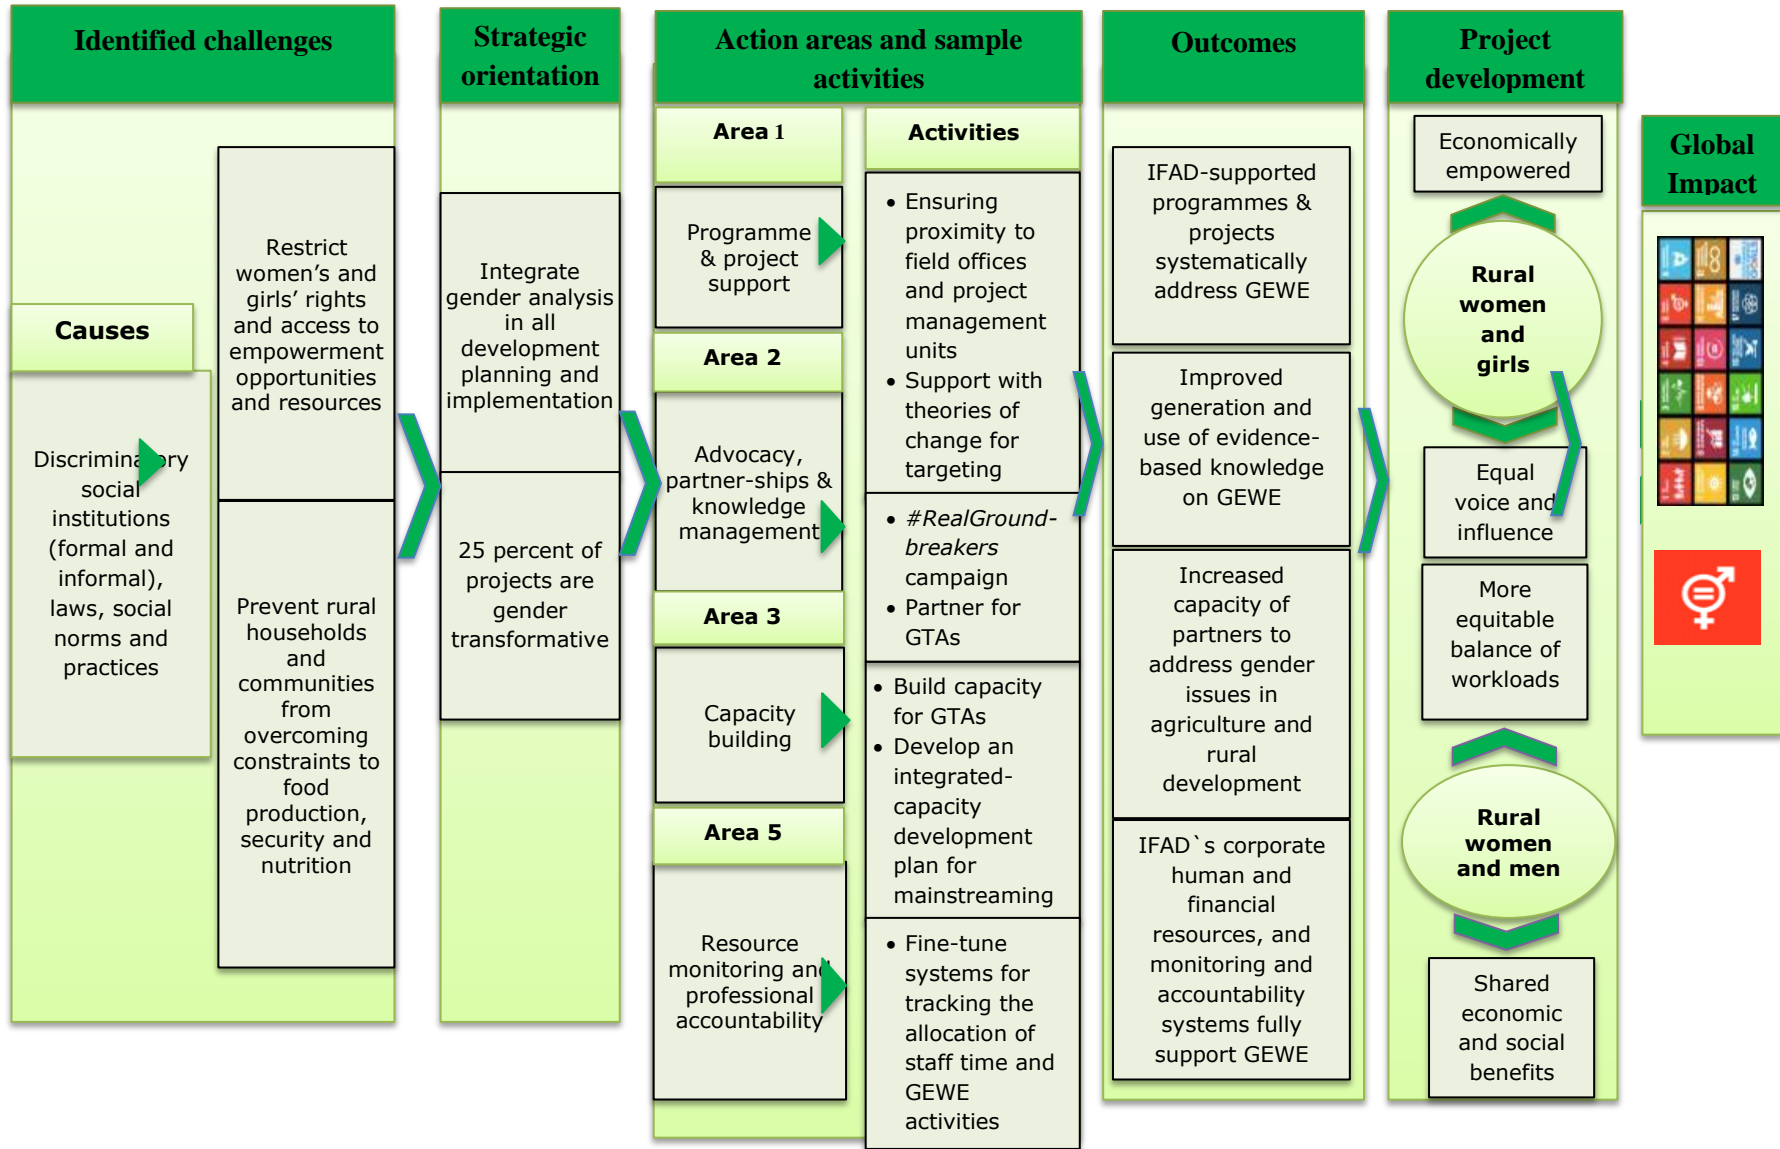 Identified challenges
Causes
Discriminatory
social
institutions
(formal and
informal),
laws, social
norms and
practices
Restrict
women’s and
girls’ rights
and access to
empowerment
opportunities
and resources
Prevent rural
households
and
communities
from
overcoming
constraints to
food
production,
security and
nutrition
Strategic
orientation
Integrate
gender analysis
in all
development
planning and
implementation
25 percent of
projects are
gender
transformative
Action areas and sample
activities
Area 1
Programme
& project
support
Area 2
Advocacy,
partner-ships &
knowledge
management
Area 3
Capacity
building
Area 5
Resource
monitoring and
professional
accountability
Activities
• Ensuring
proximity to
field offices
and project
management
units
• Support with
theories of
change for
targeting
• #RealGround-
breakers
campaign
• Partner for
GTAs
• Build capacity
for GTAs
• Develop an
integrated-
capacity
development
plan for
mainstreaming
• Fine-tune
systems for
tracking the
allocation of
staff time and
GEWE
activities
Outcomes
IFAD-supported
programmes &
projects
systematically
address GEWE
Improved
generation and
use of evidence-
based knowledge
on GEWE
Increased
capacity of
partners to
address gender
issues in
agriculture and
rural
development
IFAD`s corporate
human and
financial
resources, and
monitoring and
accountability
systems fully
support GEWE
Project
development
Economically
empowered
Rural
women
and
girls
Equal
voice and
influence
More
equitable
balance of
workloads
Rural
women
and men
Shared
economic
and social
benefits
Global
Impact